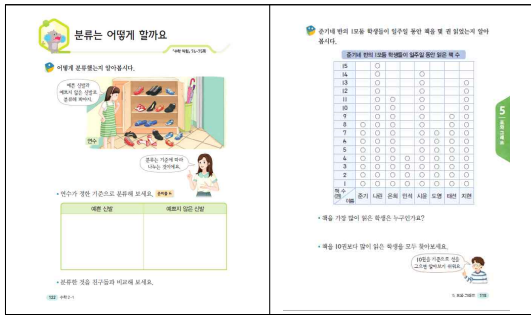 분류는 어떻게 할까요
어떻게 분류했는지 알아봅시다.
예쁜 신발과
예쁘지 않은 신발로
분류해 봐야지.
연수
분류는 기준에 따라
나누는 것이에요.
• 연수가 정한 기준으로 분류해 보세요.
예쁜 신발
예쁘지 않은 신발
• 분류한 것을 친구들과 비교해 보세요.
122 수학 2-1
준기네 반의 1모둠 학생들이 일주일 동안 책을 몇 권 읽었는지 알아
봅시다.
준기네 반의 1모둠 학생들이 일주일 동안 읽은 책 수
15
14
13
12
11
10
9
8
7
6
5
4
3
2
1
책 수
(권)
이름
준기 나은 은희 민석 시윤 도영 태선 지현
• 책을 가장 많이 읽은 학생은 누구인가요?
• 책을 10권보다 많이 읽은 학생을 모두 찾아보세요.
10권을 기준으로 선을
그으면 알아보기 쉬워요.
5